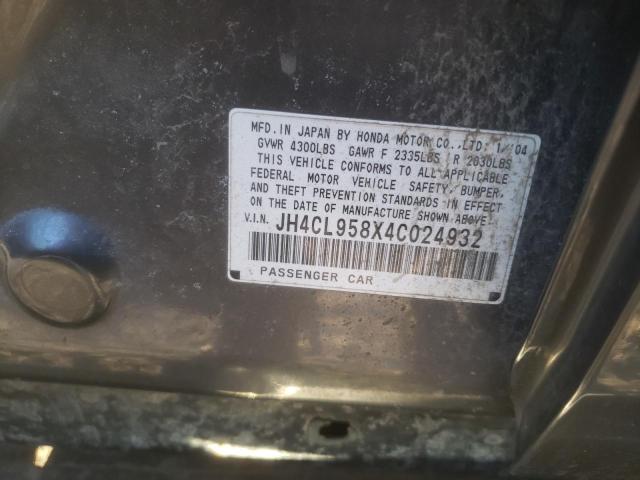 MFD. IN JAPAN BY HONDA MOTOR CO.,LTD: 1/04
GVWR 4300LBS GAWR F 2335LBS R 2030LBS
THIS VEHICLE CONFORMS TO ALL APPLICABLE
FEDERAL MOTOR VEHICLE SAFETY, BUMPER,
AND THEFT PREVENTION STANDARDS IN EFFECT
ON THE DATE OF MANUFACTURE SHOWN ABOVE.
V.I.N. JH4CL958X4C024932
PASSENGER CAR